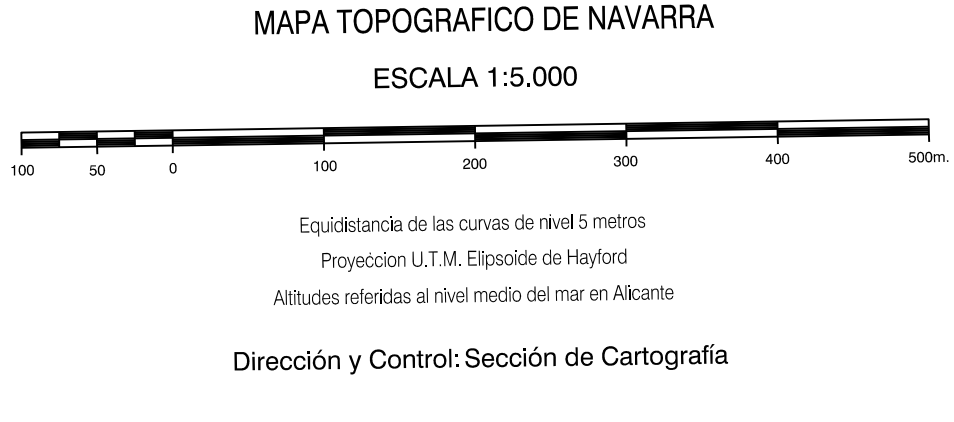 MAPA TOPOGRAFICO DE NAVARRA
ESCALA 1:5.000
100 50 0 100 200 300 400 500m.
Equidistancia de las curvas de nivel 5 metros
Proyección U.T.M. Elipsoide de Hayford
Altitudes referidas al nivel medio del mar en Alicante
Dirección y Control: Sección de Cartografía